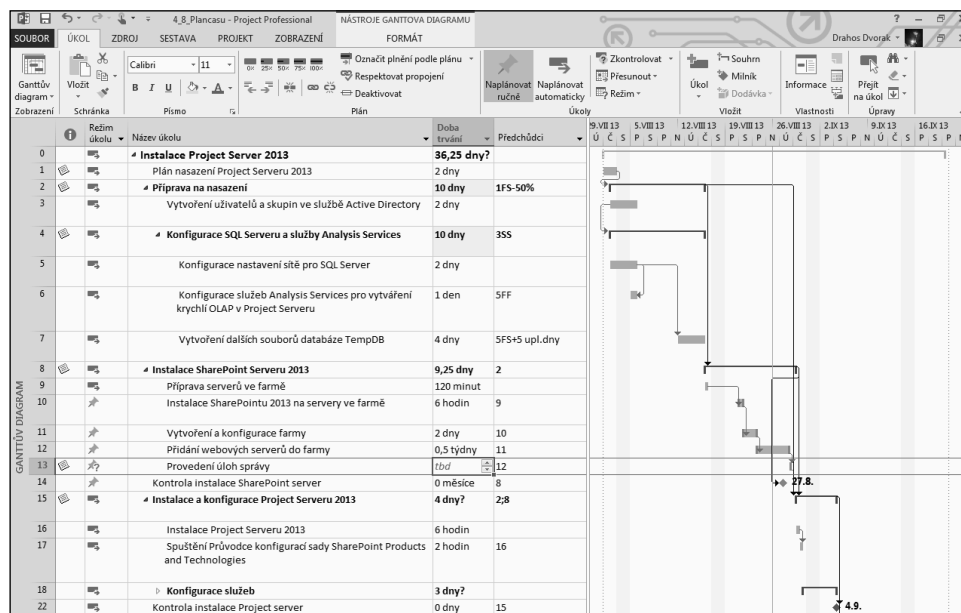 4_8_Plancasu - Project Professional
NÁSTROJE GANTTOVA DIAGRAMU
SOUBOR ÚKOL ZDROJ SESTAVA PROJEKT ZOBRAZENÍ FORMÁT
Drahos Dvorak
Ganttův diagram
Zobrazení
Vložit
Schránka
Calibri 11
B I U A
Písmo
0× 25× 50× 75× 100×
Označit plnění podle plánu
Respektovat propojení
Deaktivovat
Plán
Naplánovat ručně
Naplánovat automaticky
Zkontrolovat
Přesunout
Režim
Úkoly
Úkol
Souhrn
Milník
Dodávka
Vložit
Informace
Vlastnosti
Přejít na úkol
Úpravy
Režim úkolu Název úkolu Doba trvání Předchůdci
29.VII 13 5.VIII 13 12.VIII 13 19.VIII 13 26.VIII 13 2.IX 13 9.IX 13 16.IX 13
Ú Č S P S P N Ú Č S P S P N Ú Č S P S P N Ú Č S P
0 Instalace Project Server 2013 36,25 dny?
1 Plán nasazení Project Serveru 2013 2 dny
2 Příprava na nasazení 10 dny 1FS-50%
3 Vytvoření uživatelů a skupin ve službě Active Directory 2 dny
4 Konfigurace SQL Serveru a služby Analysis Services 10 dny 3SS
5 Konfigurace nastavení sítě pro SQL Server 2 dny
6 Konfigurace služeb Analysis Services pro vytváření 1 den 5FF
krychlí OLAP v Project Serveru
7 Vytvoření dalších souborů databáze TempDB 4 dny 5FS+5 upl.dny
8 Instalace SharePoint Serveru 2013 9,25 dny 2
9 Příprava serverů ve farmě 120 minut
10 Instalace SharePointu 2013 na servery ve farmě 6 hodin 9
11 Vytvoření a konfigurace farmy 2 dny 10
12 Přidání webových serverů do farmy 0,5 týdny 11
13 Provedení úloh správy tbd 12
14 Kontrola instalace SharePoint server 0 měsíce 8 27.8.
15 Instalace a konfigurace Project Serveru 2013 4 dny? 2;8
16 Instalace Project Serveru 2013 6 hodin
17 Spuštění Průvodce konfigurací sady SharePoint Products 2 hodin 16
and Technologies
18 Konfigurace služeb 3 dny?
22 Kontrola instalace Project server 0 dny 15 4.9.
GANTTŮV DIAGRAM